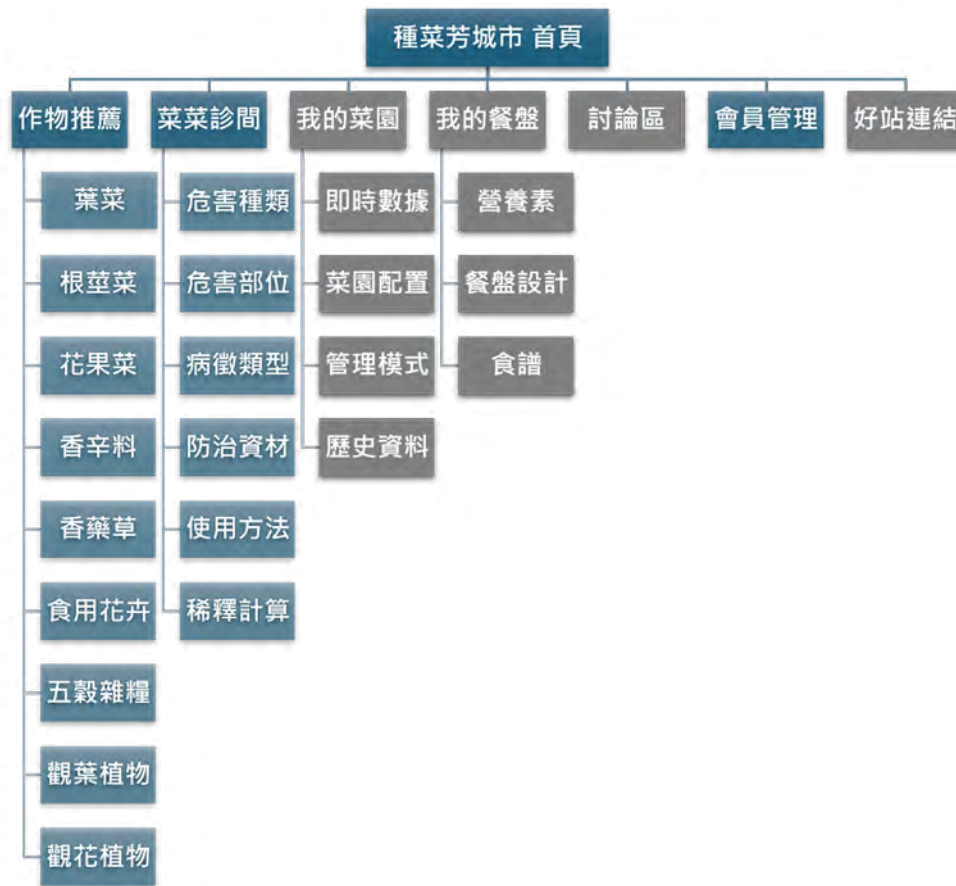 種菜芳城市 首頁
作物推薦
菜菜診間
我的菜園
我的餐盤
討論區
會員管理
好站連結
葉菜
根莖菜
花果菜
香辛料
香藥草
食用花卉
五穀雜糧
觀葉植物
觀花植物
危害種類
危害部位
病徵類型
防治資材
使用方法
稀釋計算
即時數據
菜園配置
管理模式
歷史資料
營養素
餐盤設計
食譜